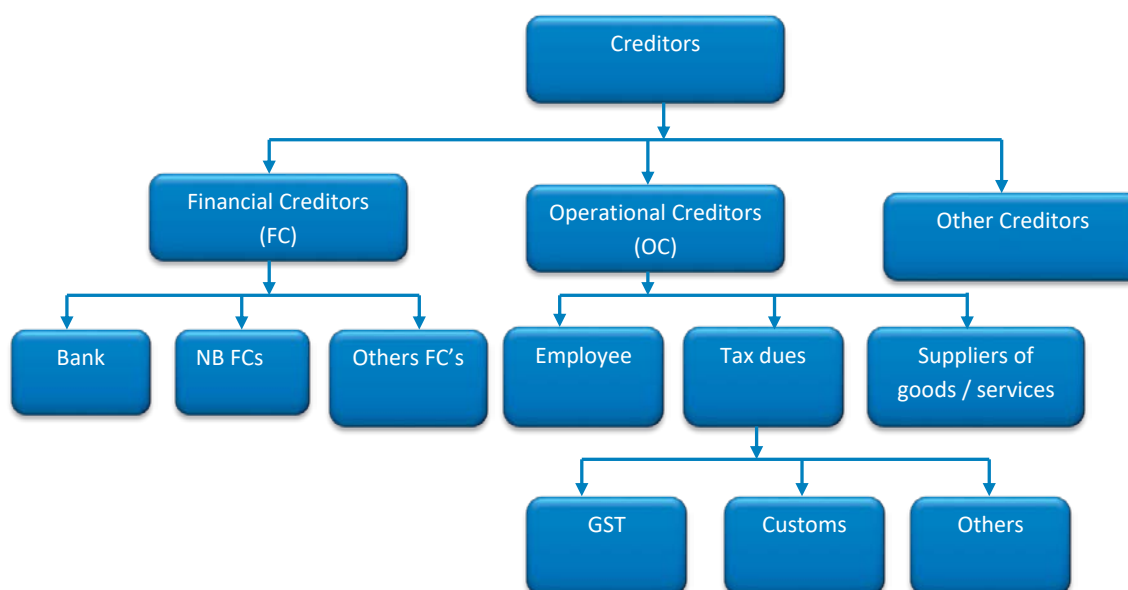 Creditors
Financial Creditors
(FC)
Operational Creditors
(OC)
Other Creditors
Bank
NB FCs
Others FC’s
Employee
Tax dues
Suppliers of
goods / services
GST
Customs
Others